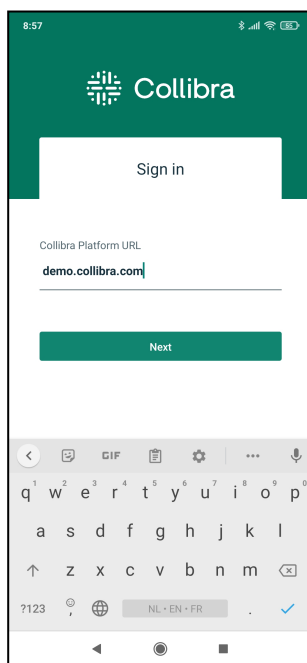 8:57
55
Collibra
Sign in
Collibra Platform URL
demo.collibra.com
Next
GIF
q w 2 e 3 r 4 t 5 y 6 u 7 i 8 o 9 p 0
a s d f g h j k l
z x c v b n m
?123 , NL • EN • FR .